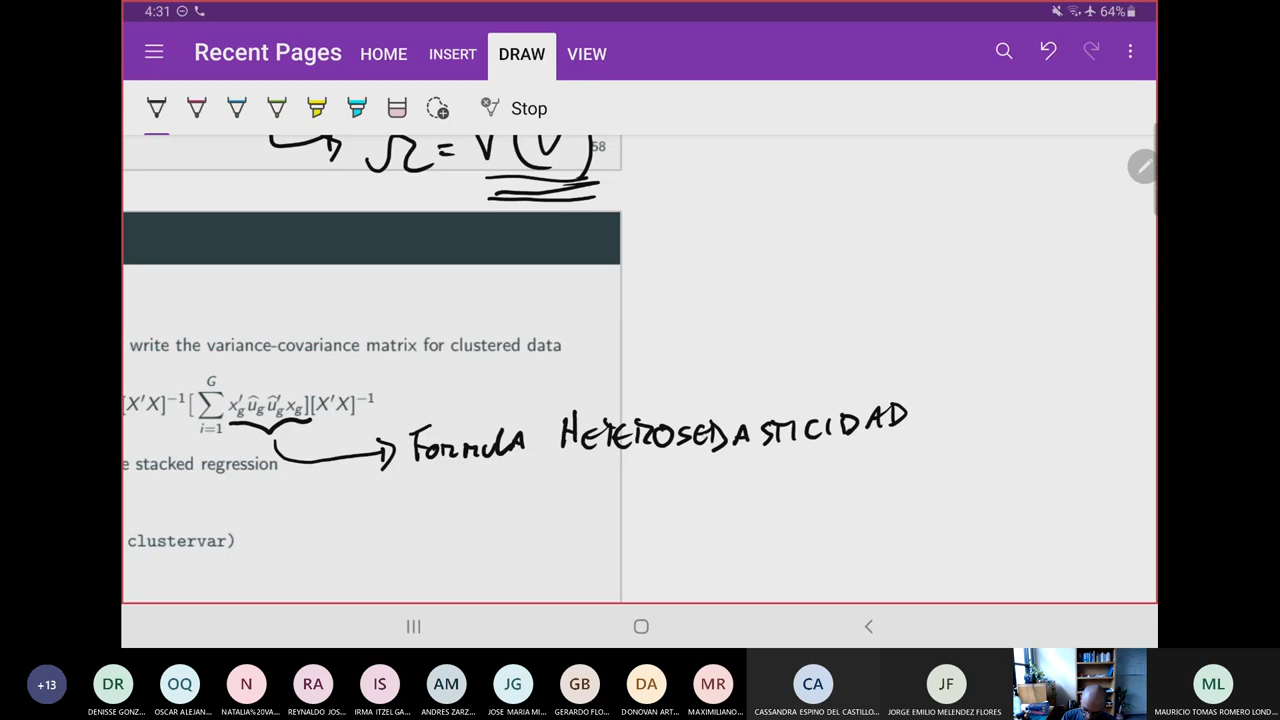 4:31 64%
Recent Pages HOME INSERT DRAW VIEW
Stop
Ω = V(V) 58
write the variance-covariance matrix for clustered data
[X′X]⁻¹[∑ᵢ₌₁ᴳ x′g ûg û′g xg][X′X]⁻¹
FORMULA HETEROSEDASTICIDAD
e stacked regression
clustervar)
+13 DR OQ N RA IS AM JG GB DA MR CA JF ML
DENISSE GONZ... OSCAR ALEJAN... NATALIA%20VA... REYNALDO JOS... IRMA ITZEL GA... ANDRES ZARZ... JOSE MARIA MI... GERARDO FLO... DONOVAN ART... MAXIMILIANO... CASSANDRA ESPINO DEL CASTILLO... JORGE EMILIO MELENDEZ FLORES MAURICIO TOMAS ROMERO LOND...